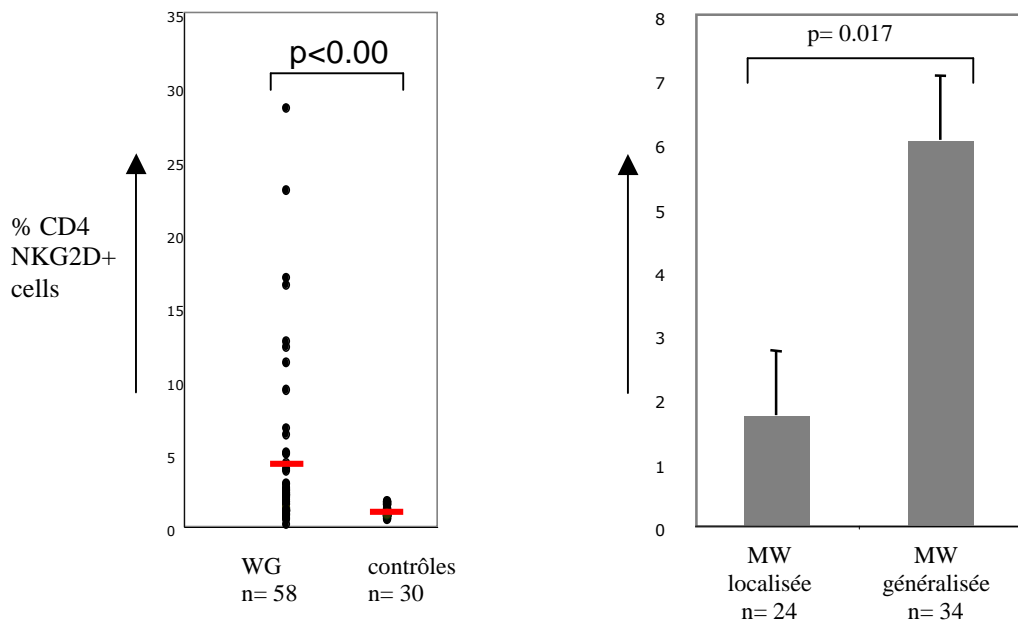 35
30
25
20
15
10
5
0
p<0.00
% CD4
NKG2D+
cells
WG
n= 58
contrôles
n= 30
8
7
6
5
4
3
2
1
0
p= 0.017
MW
localisée
n= 24
MW
généralisée
n= 34